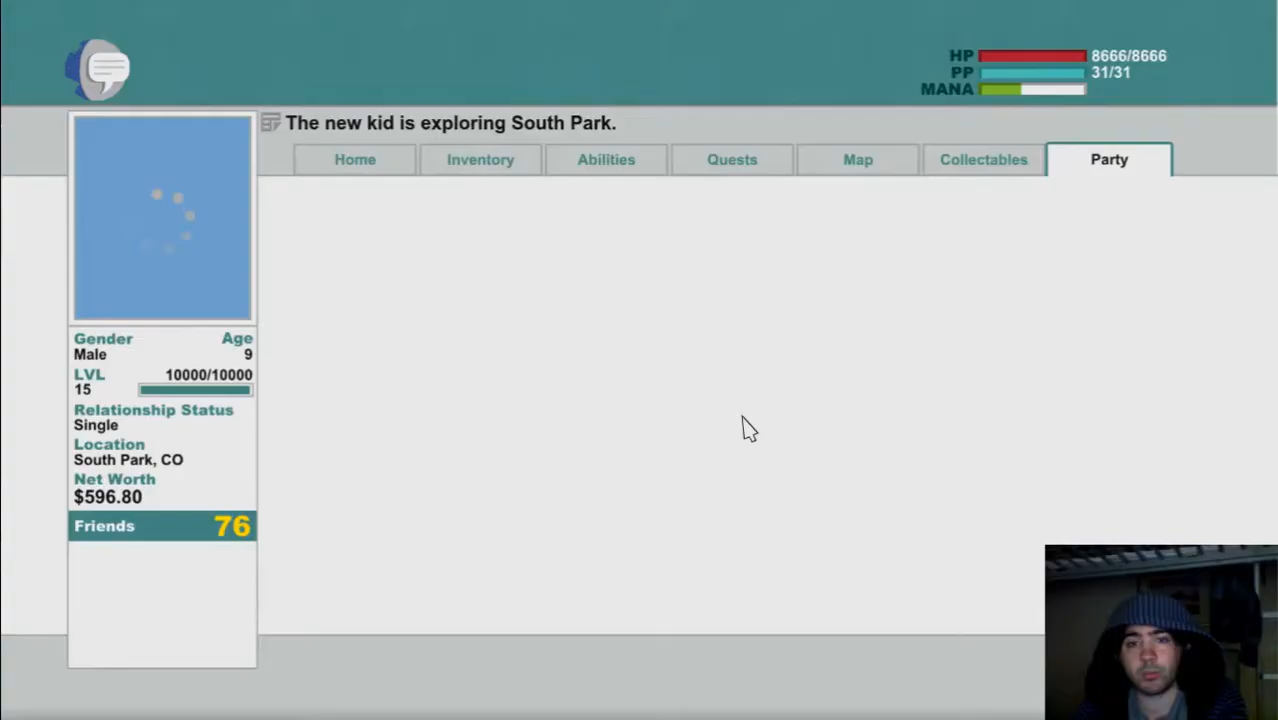 HP 8666/8666
PP 31/31
MANA
The new kid is exploring South Park.
Home Inventory Abilities Quests Map Collectables Party
Gender Age
Male 9
LVL 10000/10000
15
Relationship Status
Single
Location
South Park, CO
Net Worth
$596.80
Friends 76